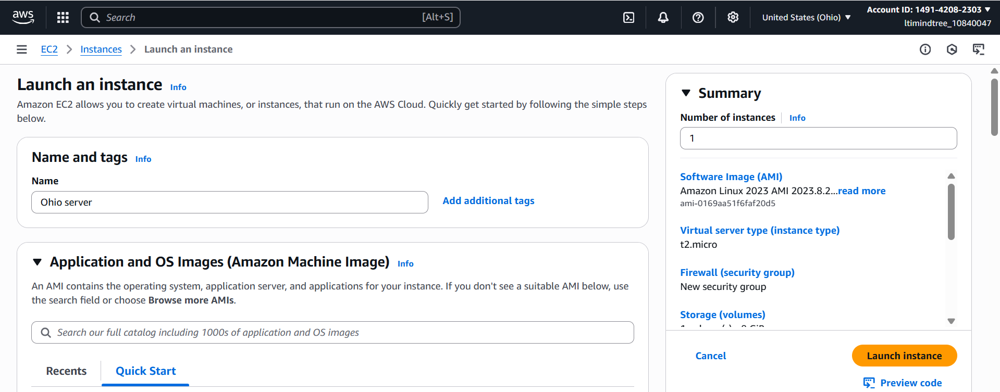 aws
Search [Alt+S]
United States (Ohio)
Account ID: 1491-4208-2303
ltimindtree_10840047
EC2 Instances Launch an instance
Launch an instance Info
Amazon EC2 allows you to create virtual machines, or instances, that run on the AWS Cloud. Quickly get started by following the simple steps
below.
Name and tags Info
Name
Ohio server
Add additional tags
Application and OS Images (Amazon Machine Image) Info
An AMI contains the operating system, application server, and applications for your instance. If you don't see a suitable AMI below, use
the search field or choose Browse more AMIs.
Search our full catalog including 1000s of application and OS images
Recents
Quick Start
Summary
Number of instances Info
1
Software Image (AMI)
Amazon Linux 2023 AMI 2023.8.2...read more
ami-0169aa51f6faf20d5
Virtual server type (instance type)
t2.micro
Firewall (security group)
New security group
Storage (volumes)
Cancel
Launch instance
Preview code